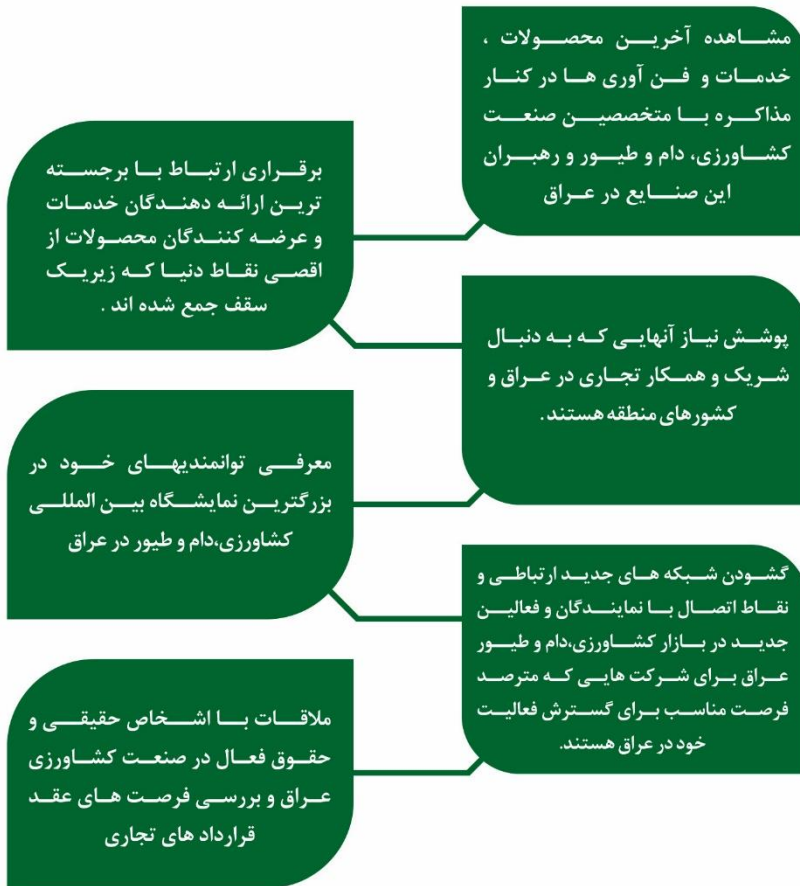 مشاهده آخرین محصولات ،
خدمات و فن آوری ها در کنار
مذاکره با متخصصین صنعت
کشاورزی، دام و طیور و رهبران
این صنایع در عراق
برقراری ارتباط با برجسته
ترین ارائه دهندگان خدمات
و عرضه کنندگان محصولات از
اقصی نقاط دنیا که زیریک
سقف جمع شده اند .
پوشش نیاز آنهایی که به دنبال
شریک و همکار تجاری در عراق و
کشورهای منطقه هستند.
معرفی توانمندیهای خود در
بزرگترین نمایشگاه بین المللی
کشاورزی،دام و طیور در عراق
گشودن شبکه های جدید ارتباطی و
نقاط اتصال با نمایندگان و فعالین
جدید در بازار کشاورزی،دام و طیور
عراق برای شرکت هایی که مترصد
فرصت مناسب برای گسترش فعالیت
خود در عراق هستند.
ملاقات با اشخاص حقیقی و
حقوق فعال در صنعت کشاورزی
عراق و بررسی فرصت های عقد
قرارداد های تجاری